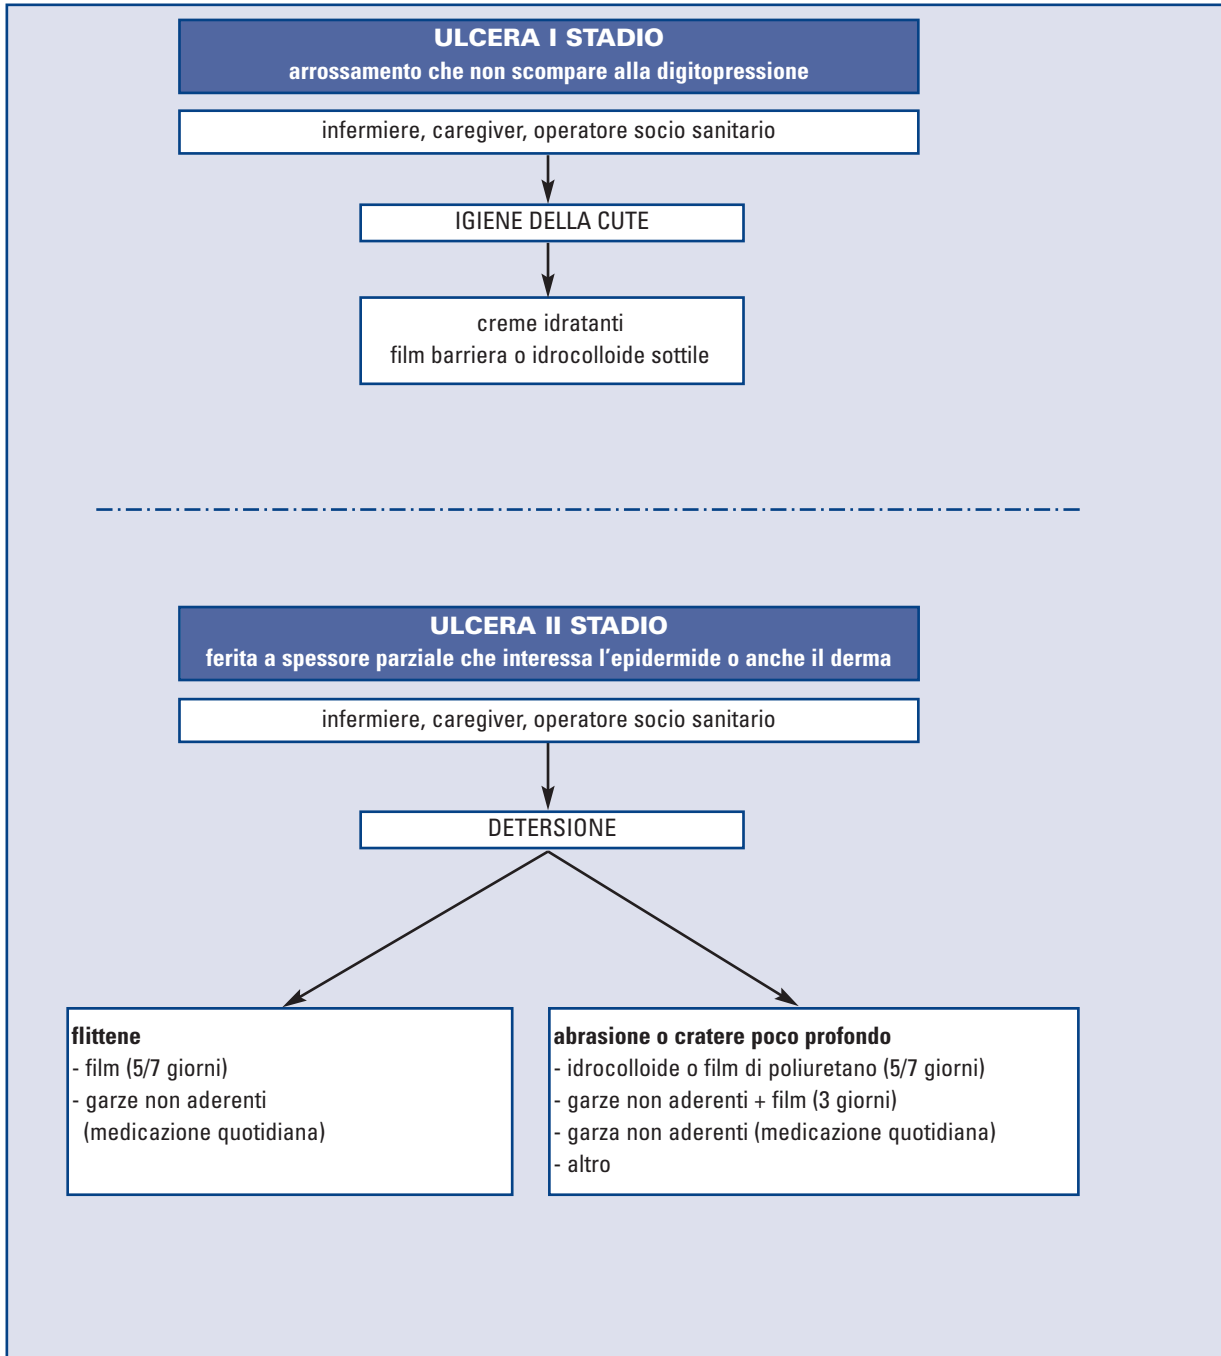 ULCERA I STADIO
arrossamento che non scompare alla digitopressione
infermiere, caregiver, operatore socio sanitario
IGIENE DELLA CUTE
creme idratanti
film barriera o idrocolloide sottile
ULCERA II STADIO
ferita a spessore parziale che interessa l'epidermide o anche il derma
infermiere, caregiver, operatore socio sanitario
DETERSIONE
flittene
- film (5/7 giorni)
- garze non aderenti
(medicazione quotidiana)
abrasione o cratere poco profondo
- idrocolloide o film di poliuretano (5/7 giorni)
- garze non aderenti + film (3 giorni)
- garza non aderenti (medicazione quotidiana)
- altro